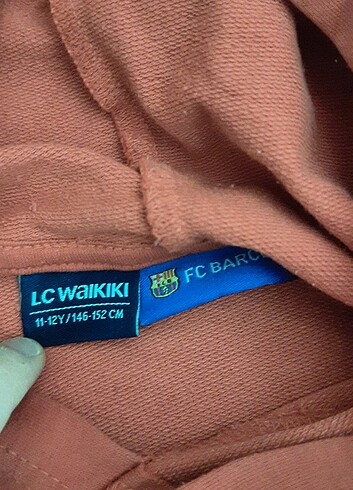 LC WAIKIKI
11-12Y/146-152 CM
FC BARC